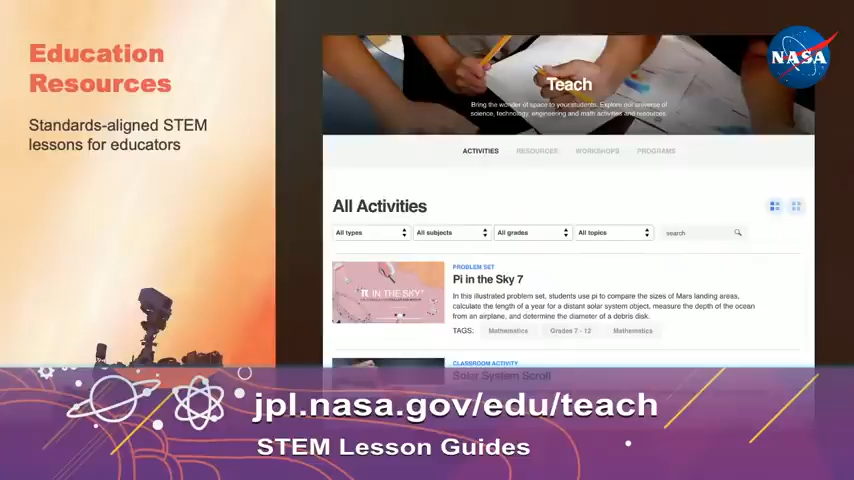 Education
Resources
Standards-aligned STEM
lessons for educators
NASA
Teach
Bring the wonder of space to your students. Explore our universe of
science, technology, engineering and math activities and resources.
ACTIVITIES RESOURCES WORKSHOPS PROGRAMS
All Activities
All types All subjects All grades All topics search
PROBLEM SET
Pi in the Sky 7
π IN THE SKY
In this illustrated problem set, students use pi to compare the sizes of Mars landing areas,
calculate the length of a year for a distant solar system object, measure the depth of the ocean
from an airplane, and determine the diameter of a debris disk.
TAGS: Mathematics Grades 7 - 12 Mathematics
CLASSROOM ACTIVITY
Solar System Scroll
jpl.nasa.gov/edu/teach
STEM Lesson Guides